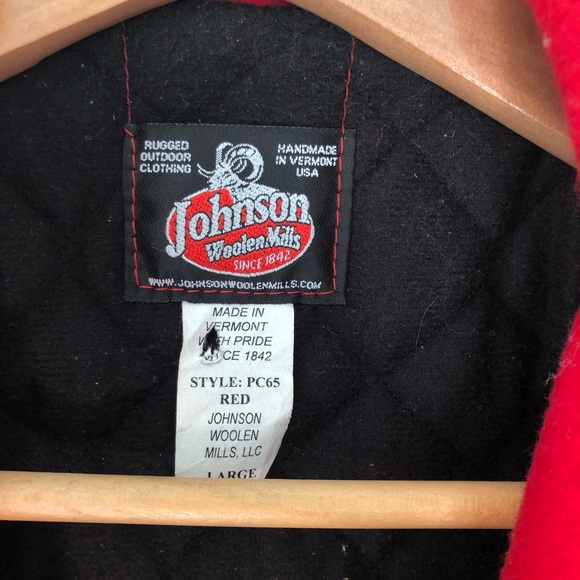 RUGGED
OUTDOOR
CLOTHING
HANDMADE
IN VERMONT
USA
Johnson
Woolen Mills
SINCE 1842
WWW.JOHNSONWOOLENMILLS.COM
MADE IN
VERMONT
PRIDE
1842
STYLE: PC65
RED
JOHNSON
WOOLEN
MILLS, LLC
LARGE